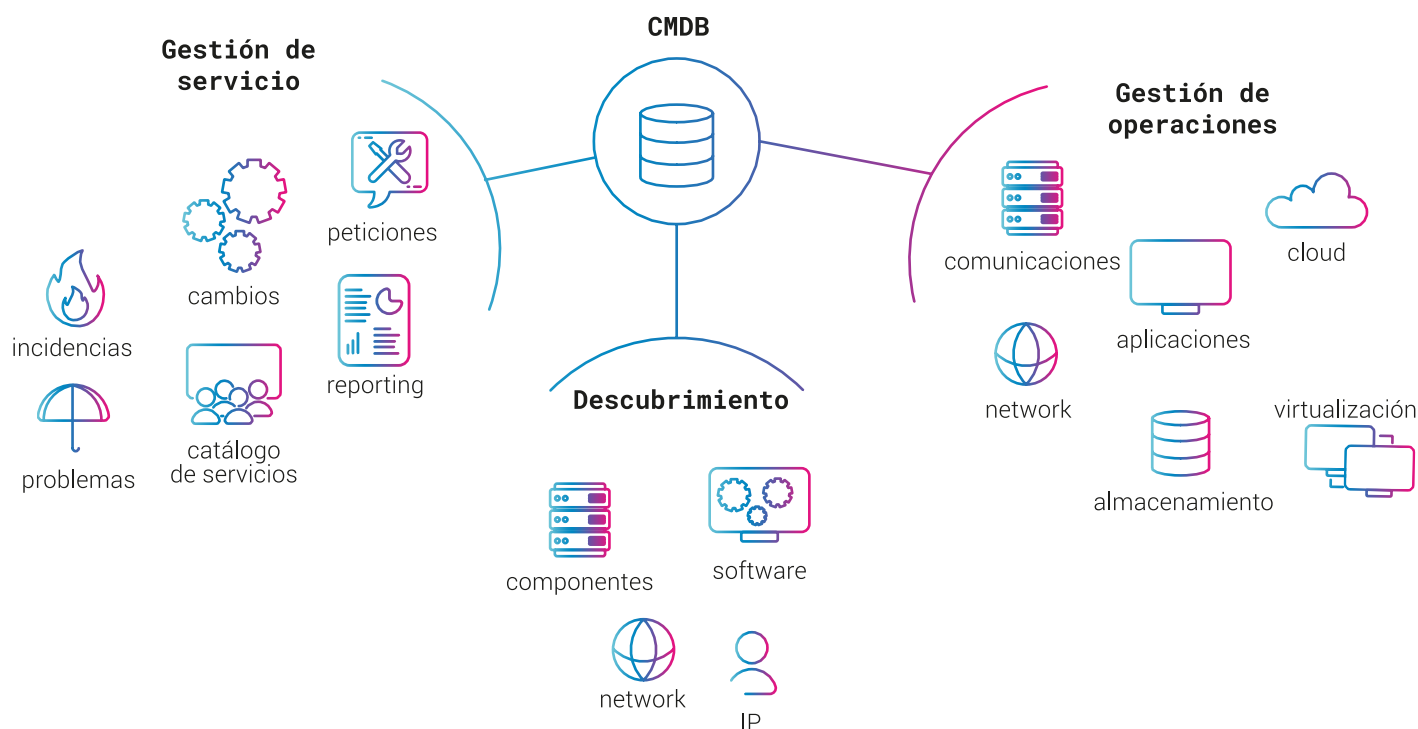 CMDB
Gestión de
servicio
peticiones
cambios
incidencias
reporting
catálogo
de servicios
problemas
Descubrimiento
componentes
software
network
IP
Gestión de
operaciones
comunicaciones
cloud
aplicaciones
network
virtualización
almacenamiento